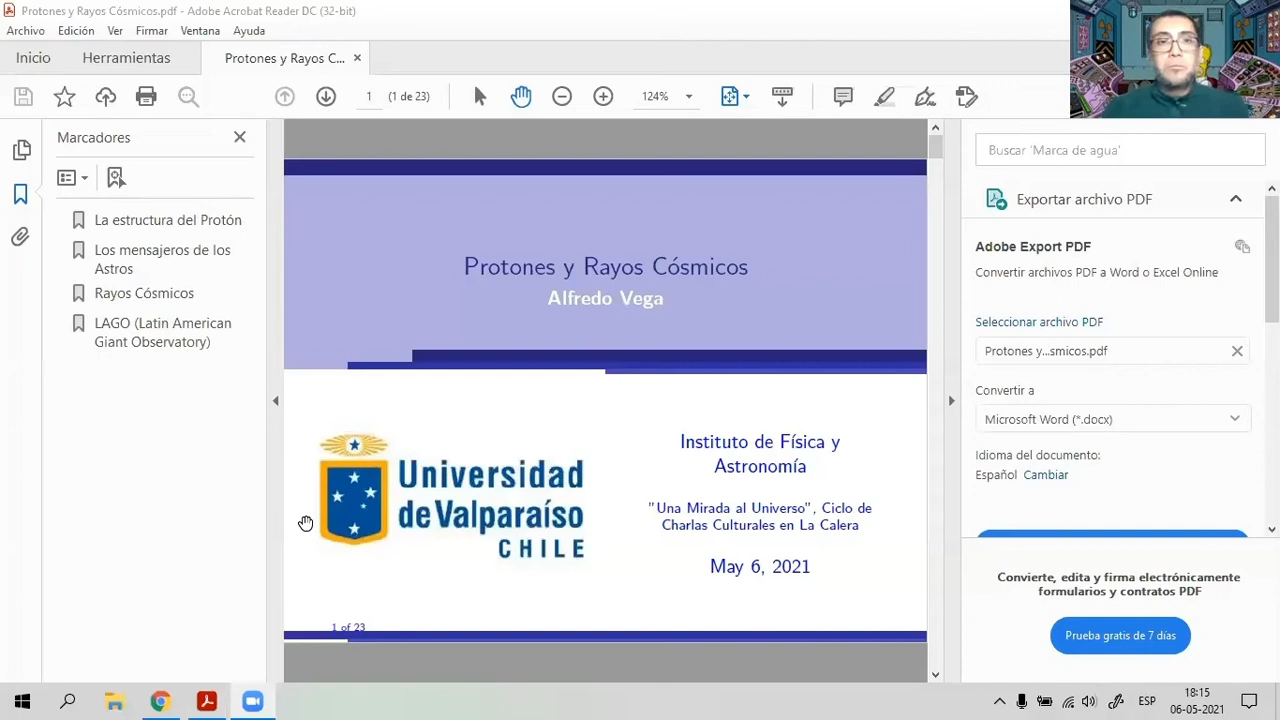 Protones y Rayos Cósmicos.pdf - Adobe Acrobat Reader DC (32-bit)
Archivo Edición Ver Firmar Ventana Ayuda
Inicio Herramientas Protones y Rayos C... ×
1 (1 de 23) 124%
Marcadores
La estructura del Protón
Los mensajeros de los
Astros
Rayos Cósmicos
LAGO (Latin American
Giant Observatory)
Protones y Rayos Cósmicos
Alfredo Vega
Universidad
de Valparaíso
CHILE
Instituto de Física y
Astronomía
"Una Mirada al Universo", Ciclo de
Charlas Culturales en La Calera
May 6, 2021
1 of 23
Buscar 'Marca de agua'
Exportar archivo PDF
Adobe Export PDF
Convertir archivos PDF a Word o Excel Online
Seleccionar archivo PDF
Protones y...smicos.pdf
Convertir a
Microsoft Word (*.docx)
Idioma del documento:
Español Cambiar
Convierte, edita y firma electrónicamente
formularios y contratos PDF
Prueba gratis de 7 días
ESP
18:15
06-05-2021